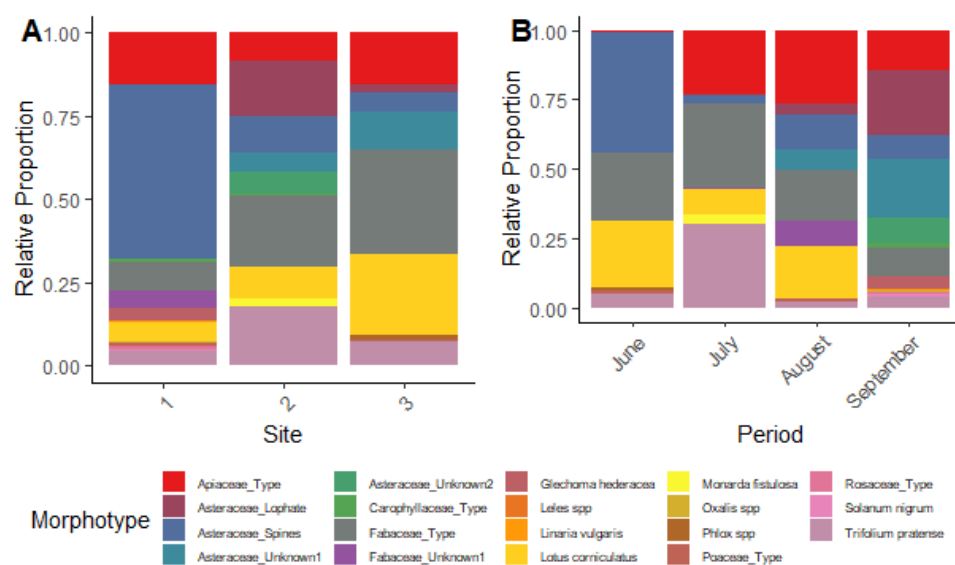 A
B
Relative Proportion
1.00
0.75
0.50
0.25
0.00
1
2
3
Site
Relative Proportion
1.00
0.75
0.50
0.25
0.00
June
July
August
September
Period
Morphotype
Apiaceae_Type
Asteraceae_Lophate
Asteraceae_Spines
Asteraceae_Unknown1
Asteraceae_Unknown2
Carophyllaceae_Type
Fabaceae_Type
Fabaceae_Unknown1
Glechoma hederacea
Leles spp
Linaria vulgaris
Lotus corniculatus
Monarda fistulosa
Oxalis spp
Phlox spp
Poaceae_Type
Rosaceae_Type
Solanum nigrum
Trifolium pratense